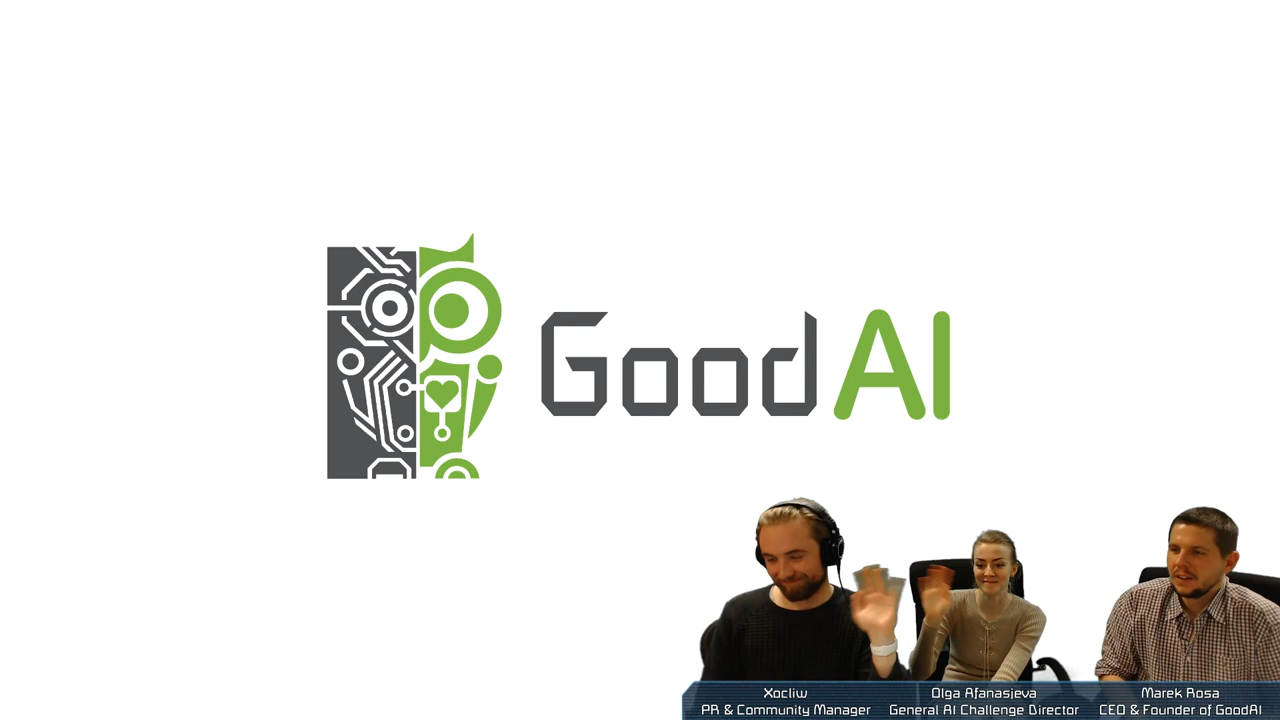 GoodAI
Xocliw
PR & Community Manager
Olga Afanasjeva
General AI Challenge Director
Marek Rosa
CEO & Founder of GoodAI